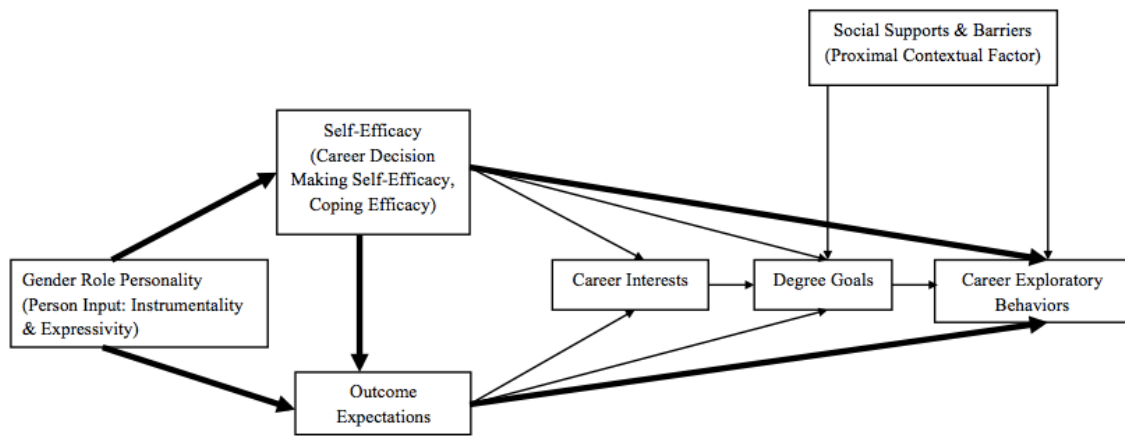 Social Supports & Barriers
(Proximal Contextual Factor)
Self-Efficacy
(Career Decision
Making Self-Efficacy,
Coping Efficacy)
Gender Role Personality
(Person Input: Instrumentality
& Expressivity)
Career Interests
Degree Goals
Career Exploratory
Behaviors
Outcome
Expectations